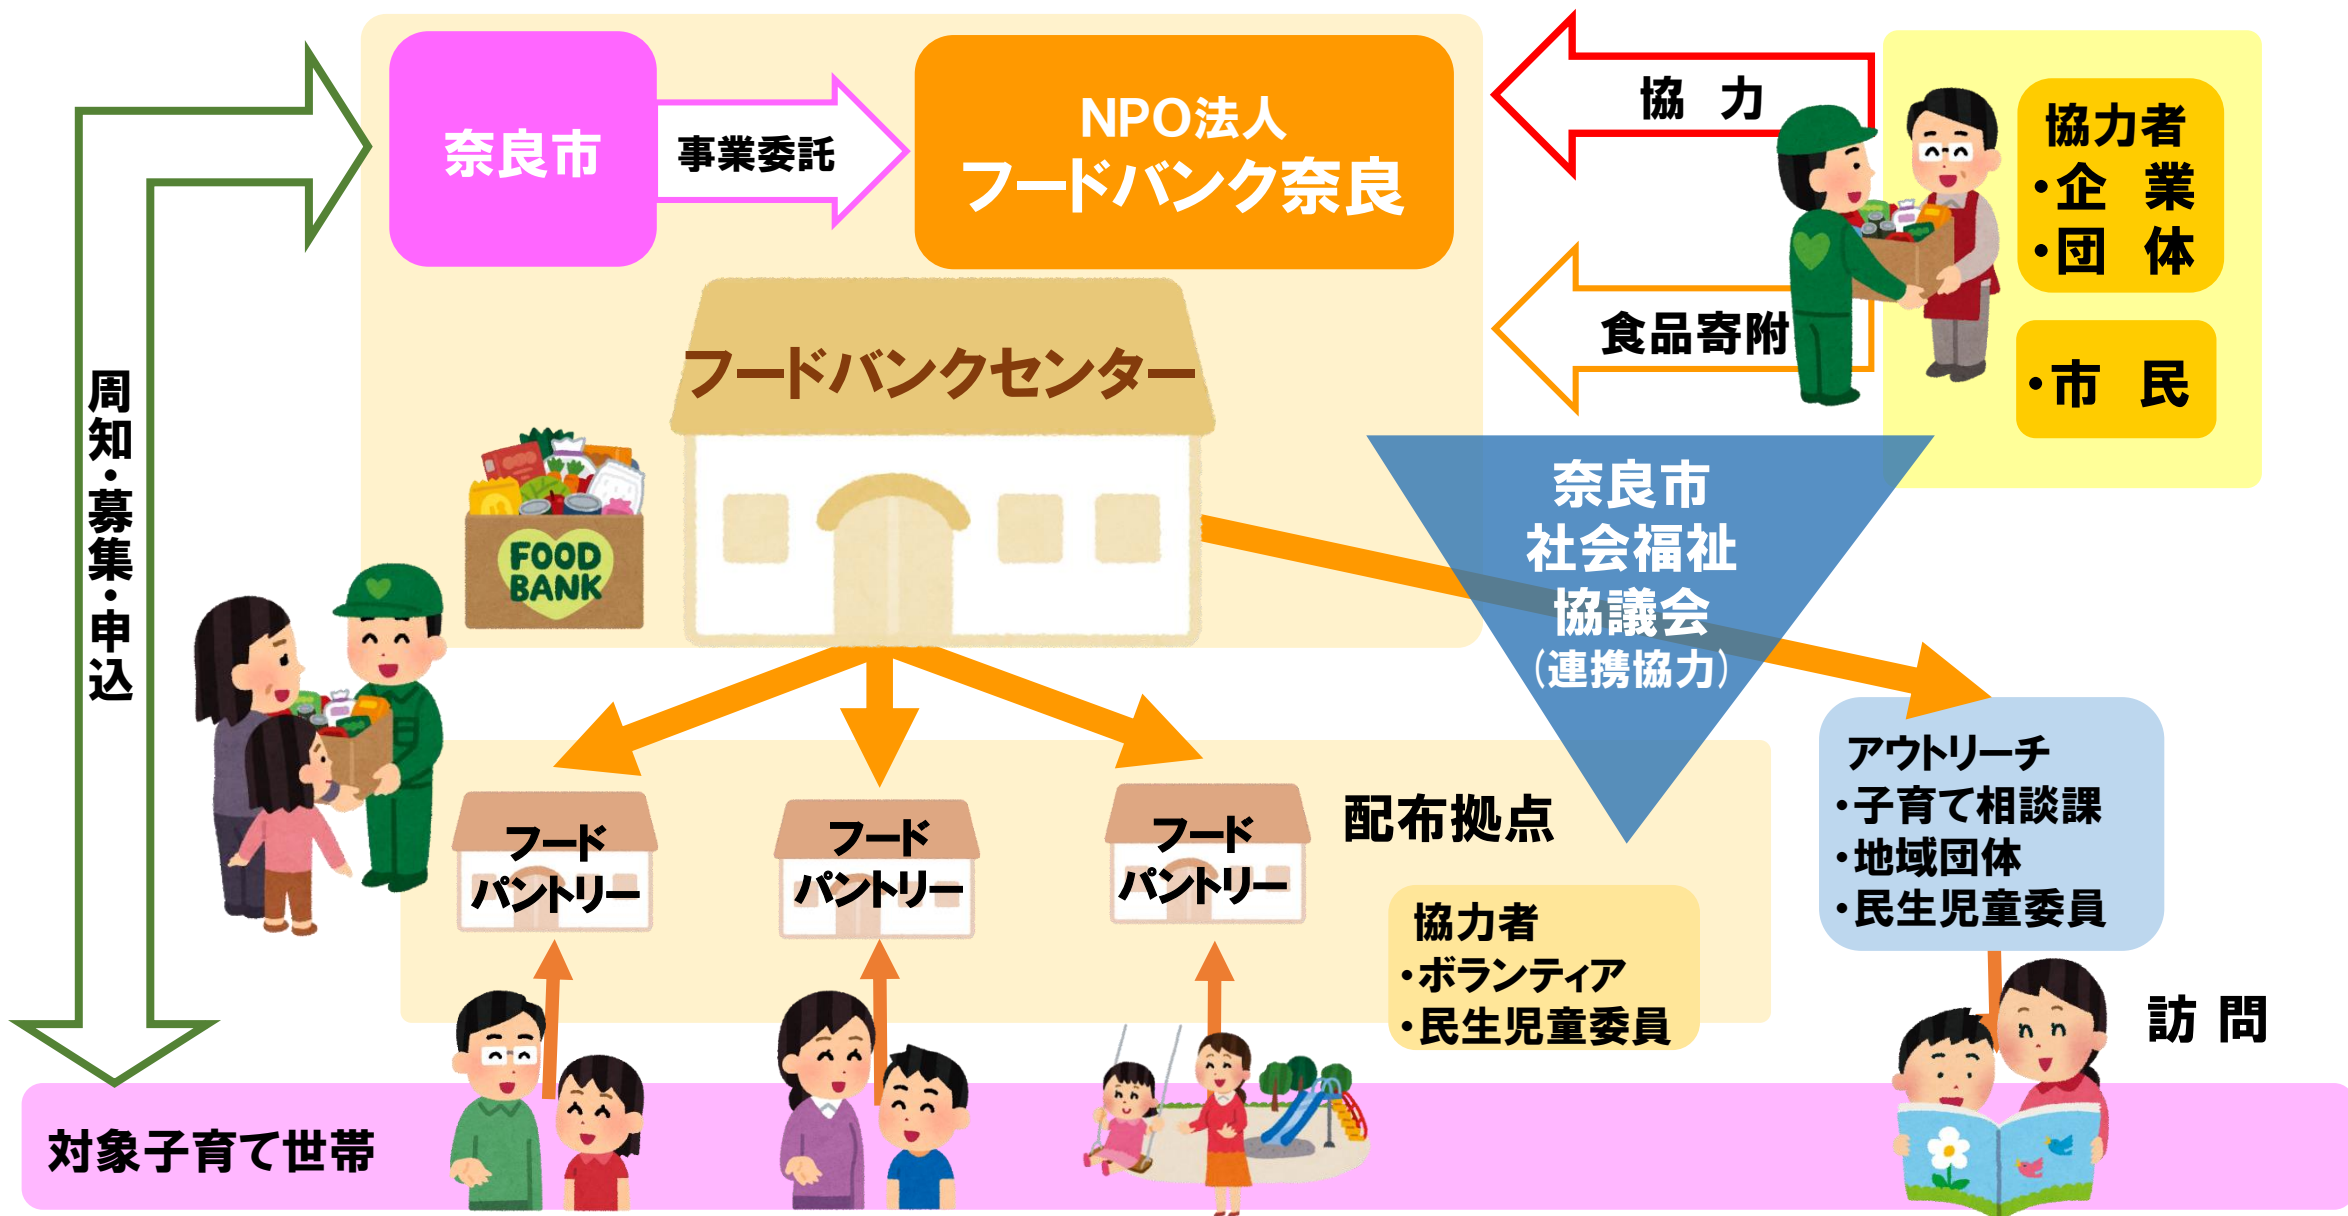 奈良市
事業委託
NPO法人
フードバンク奈良
協 力
協力者
・企 業
・団 体
食品寄附
・市 民
フードバンクセンター
FOOD
BANK
周知・募集・申込
奈良市
社会福祉
協議会
(連携協力)
フード
パントリー
フード
パントリー
フード
パントリー
配布拠点
協力者
・ボランティア
・民生児童委員
アウトリーチ
・子育て相談課
・地域団体
・民生児童委員
訪 問
対象子育て世帯